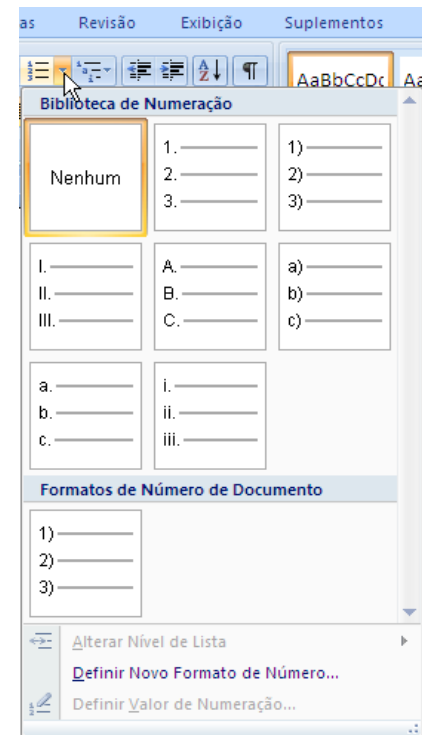 as Revisão Exibição Suplementos
AaBbCcDc Aa
Biblioteca de Numeração
Nenhum
1.
2.
3.
1)
2)
3)
I.
II.
III.
A.
B.
C.
a)
b)
c)
a.
b.
c.
i.
ii.
iii.
Formatos de Número de Documento
1)
2)
3)
Alterar Nível de Lista
Definir Novo Formato de Número...
Definir Valor de Numeração...